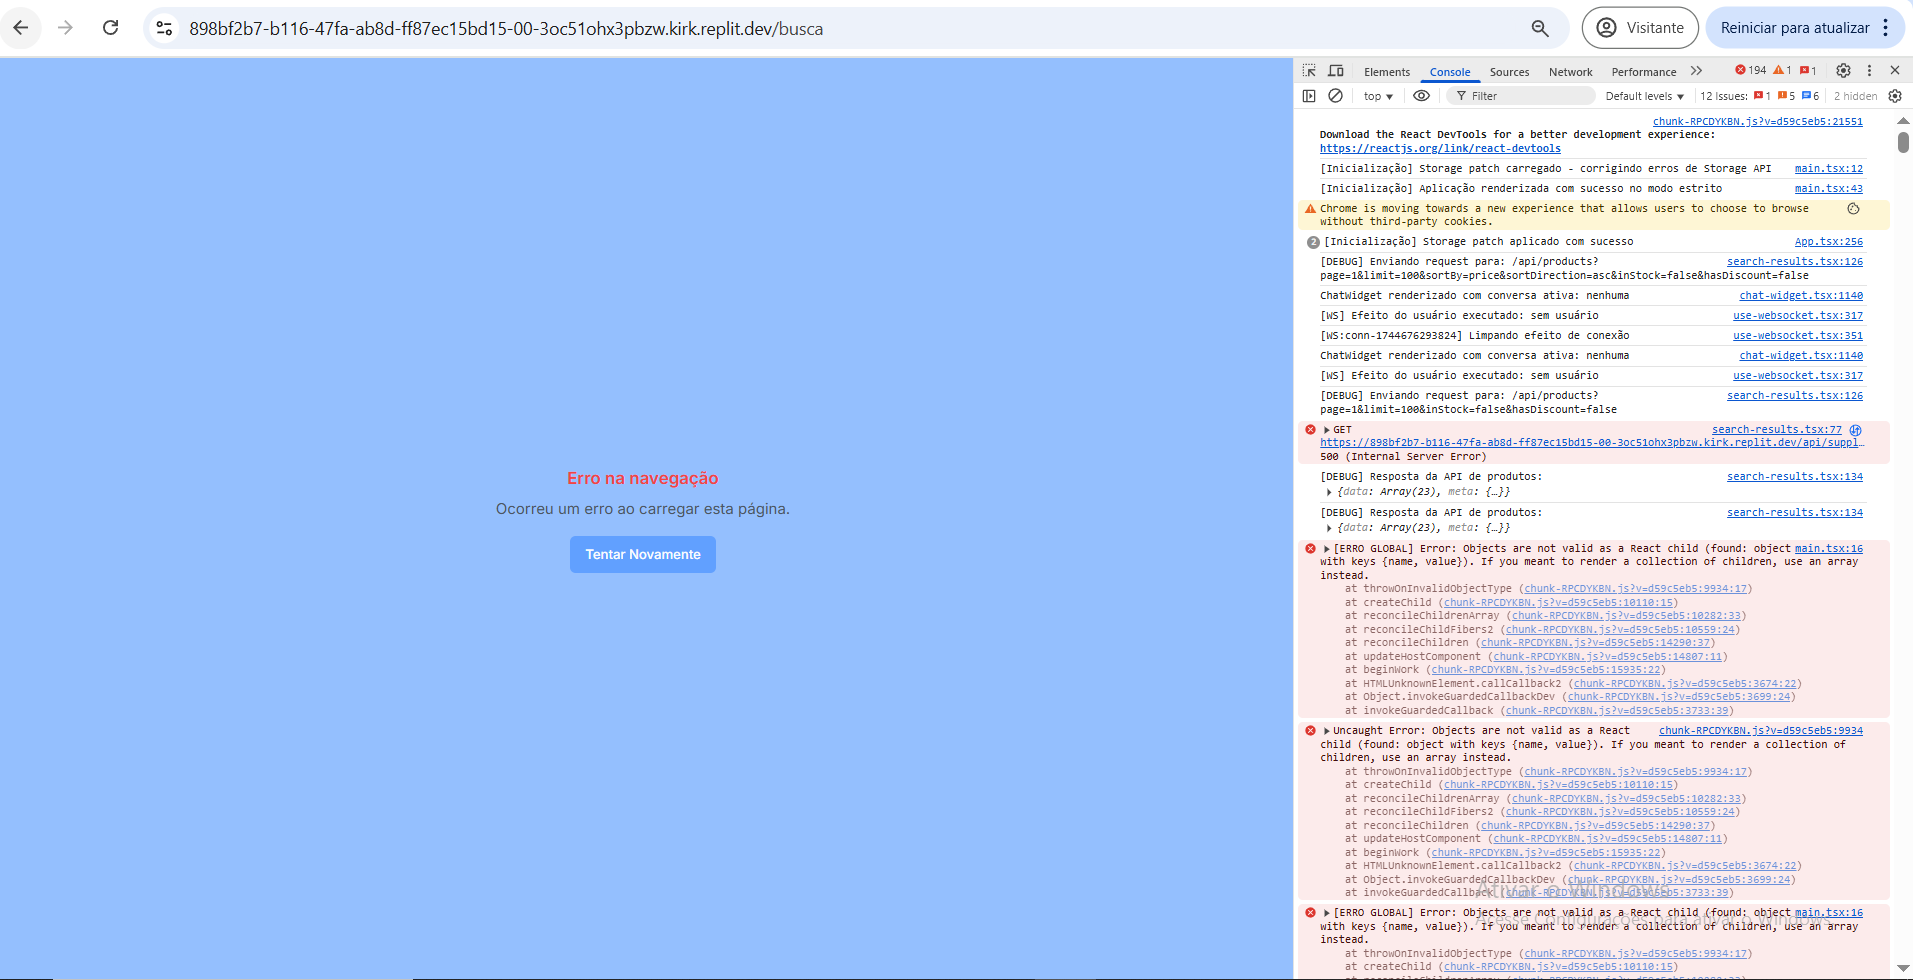 898bf2b7-b116-47fa-ab8d-ff87ec15bd15-00-3oc51ohx3pbzw.kirk.replit.dev/busca
Visitante
Reiniciar para atualizar
Erro na navegação
Ocorreu um erro ao carregar esta página.
Tentar Novamente
Elements Console Sources Network Performance 194 1 1
top Filter Default levels 12 Issues: 1 5 6 2 hidden
chunk-RPCDYKBN.js?v=d59c5eb5:21551
Download the React DevTools for a better development experience:
https://reactjs.org/link/react-devtools
[Inicialização] Storage patch carregado - corrigindo erros de Storage API main.tsx:12
[Inicialização] Aplicação renderizada com sucesso no modo estrito main.tsx:43
Chrome is moving towards a new experience that allows users to choose to browse
without third-party cookies.
2 [Inicialização] Storage patch aplicado com sucesso App.tsx:256
[DEBUG] Enviando request para: /api/products? search-results.tsx:126
page=1&limit=100&sortBy=price&sortDirection=asc&inStock=false&hasDiscount=false
ChatWidget renderizado com conversa ativa: nenhuma chat-widget.tsx:1140
[WS] Efeito do usuário executado: sem usuário use-websocket.tsx:317
[WS:conn-1744676293824] Limpando efeito de conexão use-websocket.tsx:351
ChatWidget renderizado com conversa ativa: nenhuma chat-widget.tsx:1140
[WS] Efeito do usuário executado: sem usuário use-websocket.tsx:317
[DEBUG] Enviando request para: /api/products? search-results.tsx:126
page=1&limit=100&inStock=false&hasDiscount=false
GET search-results.tsx:77
https://898bf2b7-b116-47fa-ab8d-ff87ec15bd15-00-3oc51ohx3pbzw.kirk.replit.dev/api/suppl…
500 (Internal Server Error)
[DEBUG] Resposta da API de produtos: search-results.tsx:134
{data: Array(23), meta: {…}}
[DEBUG] Resposta da API de produtos: search-results.tsx:134
{data: Array(23), meta: {…}}
[ERRO GLOBAL] Error: Objects are not valid as a React child (found: object main.tsx:16
with keys {name, value}). If you meant to render a collection of children, use an array
instead.
at throwOnInvalidObjectType (chunk-RPCDYKBN.js?v=d59c5eb5:9934:17)
at createChild (chunk-RPCDYKBN.js?v=d59c5eb5:10110:15)
at reconcileChildrenArray (chunk-RPCDYKBN.js?v=d59c5eb5:10282:33)
at reconcileChildFibers2 (chunk-RPCDYKBN.js?v=d59c5eb5:10559:24)
at reconcileChildren (chunk-RPCDYKBN.js?v=d59c5eb5:14290:37)
at updateHostComponent (chunk-RPCDYKBN.js?v=d59c5eb5:14807:11)
at beginWork (chunk-RPCDYKBN.js?v=d59c5eb5:15935:22)
at HTMLUnknownElement.callCallback2 (chunk-RPCDYKBN.js?v=d59c5eb5:3674:22)
at Object.invokeGuardedCallbackDev (chunk-RPCDYKBN.js?v=d59c5eb5:3699:24)
at invokeGuardedCallback (chunk-RPCDYKBN.js?v=d59c5eb5:3733:39)
Uncaught Error: Objects are not valid as a React chunk-RPCDYKBN.js?v=d59c5eb5:9934
child (found: object with keys {name, value}). If you meant to render a collection of
children, use an array instead.
at throwOnInvalidObjectType (chunk-RPCDYKBN.js?v=d59c5eb5:9934:17)
at createChild (chunk-RPCDYKBN.js?v=d59c5eb5:10110:15)
at reconcileChildrenArray (chunk-RPCDYKBN.js?v=d59c5eb5:10282:33)
at reconcileChildFibers2 (chunk-RPCDYKBN.js?v=d59c5eb5:10559:24)
at reconcileChildren (chunk-RPCDYKBN.js?v=d59c5eb5:14290:37)
at updateHostComponent (chunk-RPCDYKBN.js?v=d59c5eb5:14807:11)
at beginWork (chunk-RPCDYKBN.js?v=d59c5eb5:15935:22)
at HTMLUnknownElement.callCallback2 (chunk-RPCDYKBN.js?v=d59c5eb5:3674:22)
at Object.invokeGuardedCallbackDev (chunk-RPCDYKBN.js?v=d59c5eb5:3699:24)
at invokeGuardedCallback (chunk-RPCDYKBN.js?v=d59c5eb5:3733:39)
Ativar o Windows
Acesse Configurações para ativar o Windows.
[ERRO GLOBAL] Error: Objects are not valid as a React child (found: object main.tsx:16
with keys {name, value}). If you meant to render a collection of children, use an array
instead.
at throwOnInvalidObjectType (chunk-RPCDYKBN.js?v=d59c5eb5:9934:17)
at createChild (chunk-RPCDYKBN.js?v=d59c5eb5:10110:15)